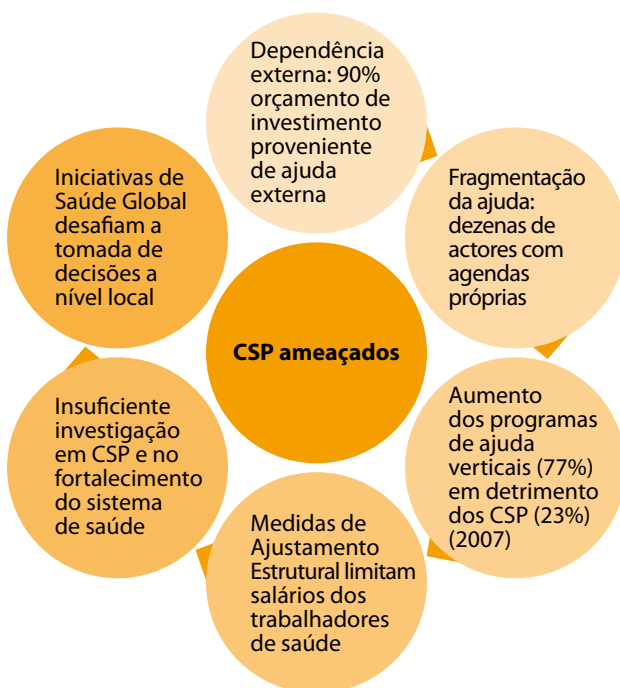 Dependência
externa: 90%
orçamento de
investimento
proveniente
de ajuda
externa
Fragmentação
da ajuda:
dezenas de
actores com
agendas
próprias
Aumento
dos programas
de ajuda
verticais (77%)
em detrimento
dos CSP (23%)
(2007)
Medidas de
Ajustamento
Estrutural limitam
salários dos
trabalhadores
de saúde
Insuficiente
investigação
em CSP e no
fortalecimento
do sistema
de saúde
Iniciativas de
Saúde Global
desafiam a
tomada de
decisões a
nível local
CSP ameaçados